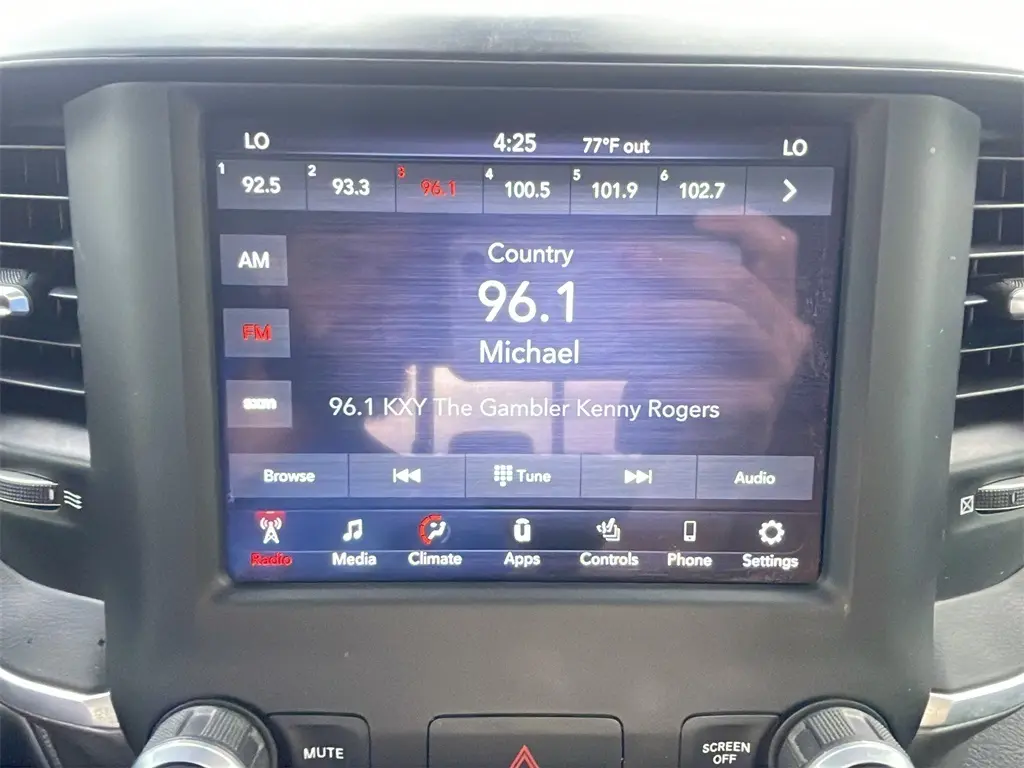 LO 4:25 77°F out LO
1 92.5 2 93.3 3 96.1 4 100.5 5 101.9 6 102.7
AM
FM
sxm
Country
96.1
Michael
96.1 KXY The Gambler Kenny Rogers
Browse Tune Audio
Radio Media Climate Apps Controls Phone Settings
MUTE
SCREEN
OFF